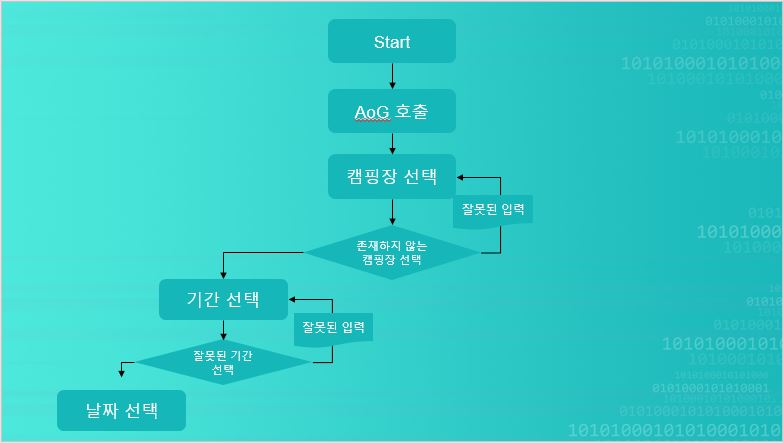 Start
AoG 호출
캠핑장 선택
잘못된 입력
존재하지 않는
캠핑장 선택
기간 선택
잘못된 입력
잘못된 기간
선택
날짜 선택